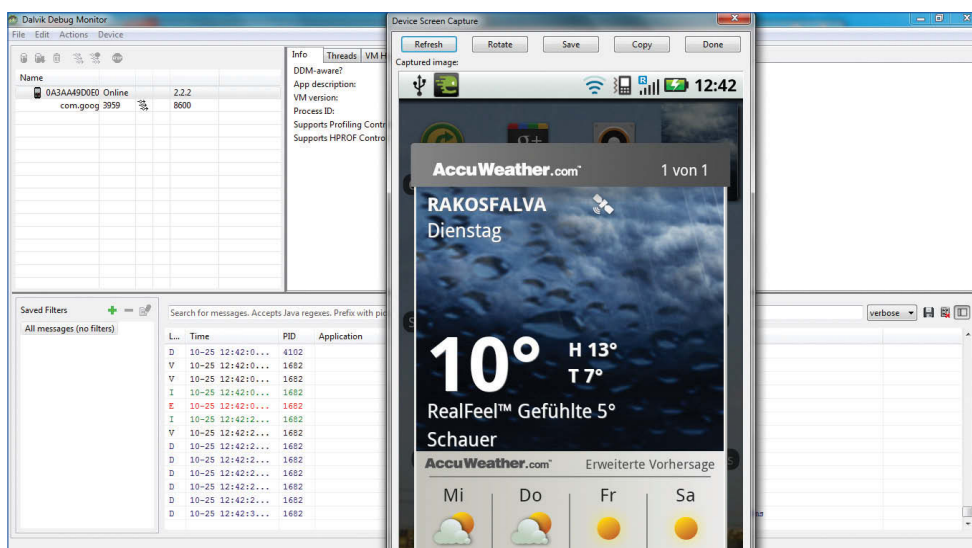 Dalvik Debug Monitor
File Edit Actions Device
Name
0A3AA49D0E0 Online 2.2.2
com.goog 3959 8600
Info Threads VM H
DDM-aware?
App description:
VM version:
Process ID:
Supports Profiling Contr
Supports HPROF Contro
Device Screen Capture
Refresh Rotate Save Copy Done
Captured image:
12:42
AccuWeather.com™ 1 von 1
RAKOSFALVA
Dienstag
10° H 13°
T 7°
RealFeel™ Gefühlte 5°
Schauer
AccuWeather.com™ Erweiterte Vorhersage
Mi Do Fr Sa
Saved Filters
All messages (no filters)
Search for messages. Accepts Java regexes. Prefix with pic
verbose
L... Time PID Application
D 10-25 12:42:0... 4102
V 10-25 12:42:0... 1682
V 10-25 12:42:0... 1682
I 10-25 12:42:0... 1682
E 10-25 12:42:0... 1682
I 10-25 12:42:2... 1682
V 10-25 12:42:2... 1682
D 10-25 12:42:2... 1682
D 10-25 12:42:2... 1682
D 10-25 12:42:2... 1682
D 10-25 12:42:2... 1682
D 10-25 12:42:2... 1682
D 10-25 12:42:3... 1682